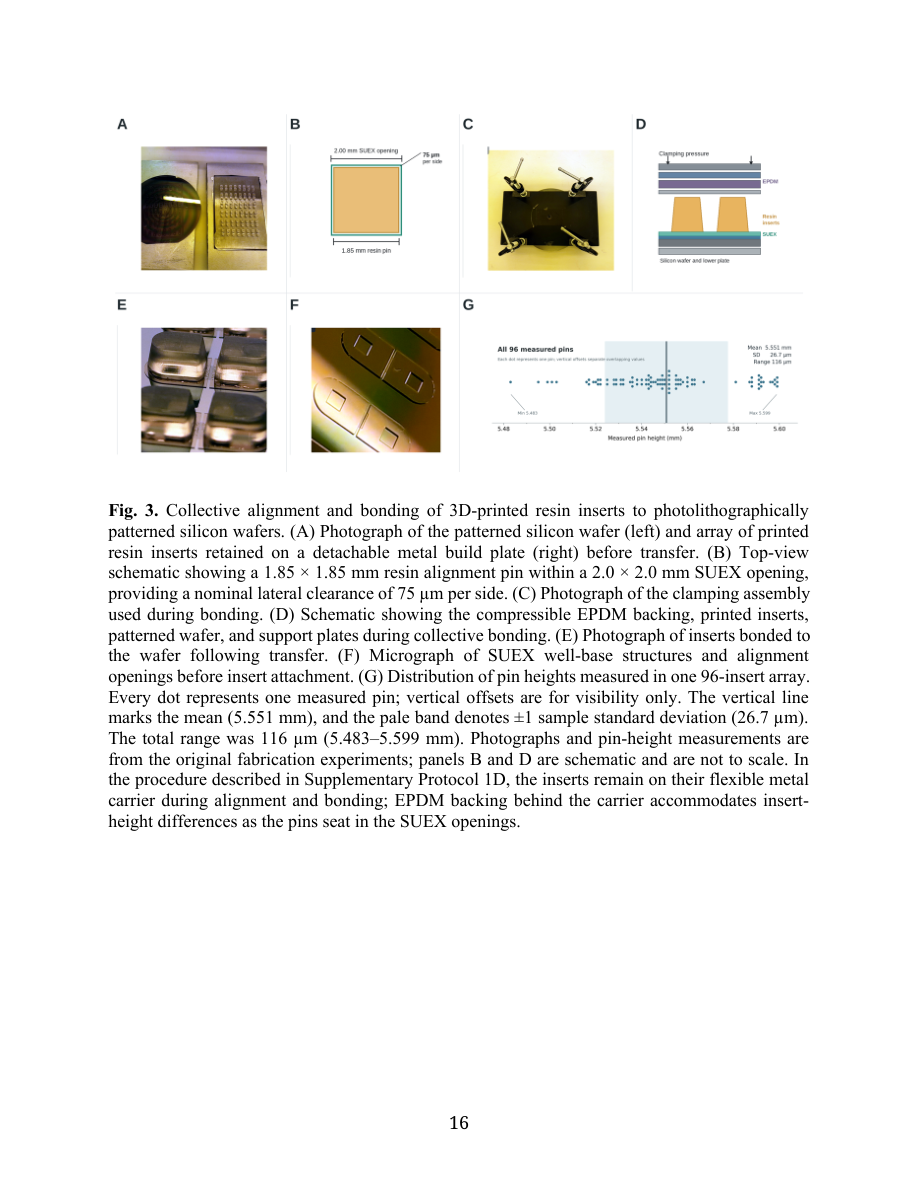 A
B
C
D
2.00 mm SUEX opening
75 µm
per side
1.85 mm resin pin
Clamping pressure
EPDM
Resin
inserts
SUEX
Silicon wafer and lower plate
E
F
G
All 96 measured pins
Each dot represents one pin; vertical offsets separate overlapping values
Mean 5.551 mm
SD 26.7 µm
Range 116 µm
Min 5.483
Max 5.599
5.48 5.50 5.52 5.54 5.56 5.58 5.60
Measured pin height (mm)
Fig. 3. Collective alignment and bonding of 3D-printed resin inserts to photolithographically
patterned silicon wafers. (A) Photograph of the patterned silicon wafer (left) and array of printed
resin inserts retained on a detachable metal build plate (right) before transfer. (B) Top-view
schematic showing a 1.85 × 1.85 mm resin alignment pin within a 2.0 × 2.0 mm SUEX opening,
providing a nominal lateral clearance of 75 µm per side. (C) Photograph of the clamping assembly
used during bonding. (D) Schematic showing the compressible EPDM backing, printed inserts,
patterned wafer, and support plates during collective bonding. (E) Photograph of inserts bonded to
the wafer following transfer. (F) Micrograph of SUEX well-base structures and alignment
openings before insert attachment. (G) Distribution of pin heights measured in one 96-insert array.
Every dot represents one measured pin; vertical offsets are for visibility only. The vertical line
marks the mean (5.551 mm), and the pale band denotes ±1 sample standard deviation (26.7 µm).
The total range was 116 µm (5.483–5.599 mm). Photographs and pin-height measurements are
from the original fabrication experiments; panels B and D are schematic and are not to scale. In
the procedure described in Supplementary Protocol 1D, the inserts remain on their flexible metal
carrier during alignment and bonding; EPDM backing behind the carrier accommodates insert-
height differences as the pins seat in the SUEX openings.
16